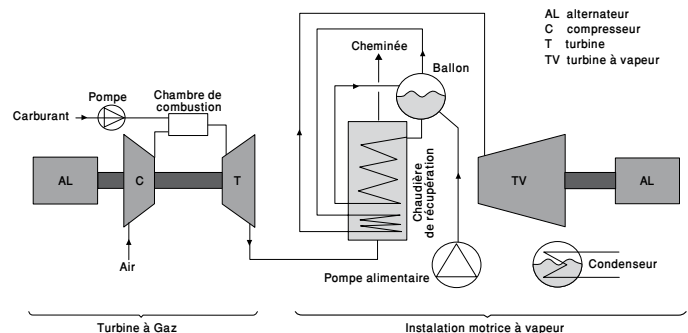 AL alternateur
C compresseur
T turbine
TV turbine à vapeur
Cheminée
Ballon
Pompe
Chambre de
combustion
Carburant
AL
C
T
Chaudière
de récupération
TV
AL
Air
Pompe alimentaire
Condenseur
Turbine à Gaz
Instalation motrice à vapeur